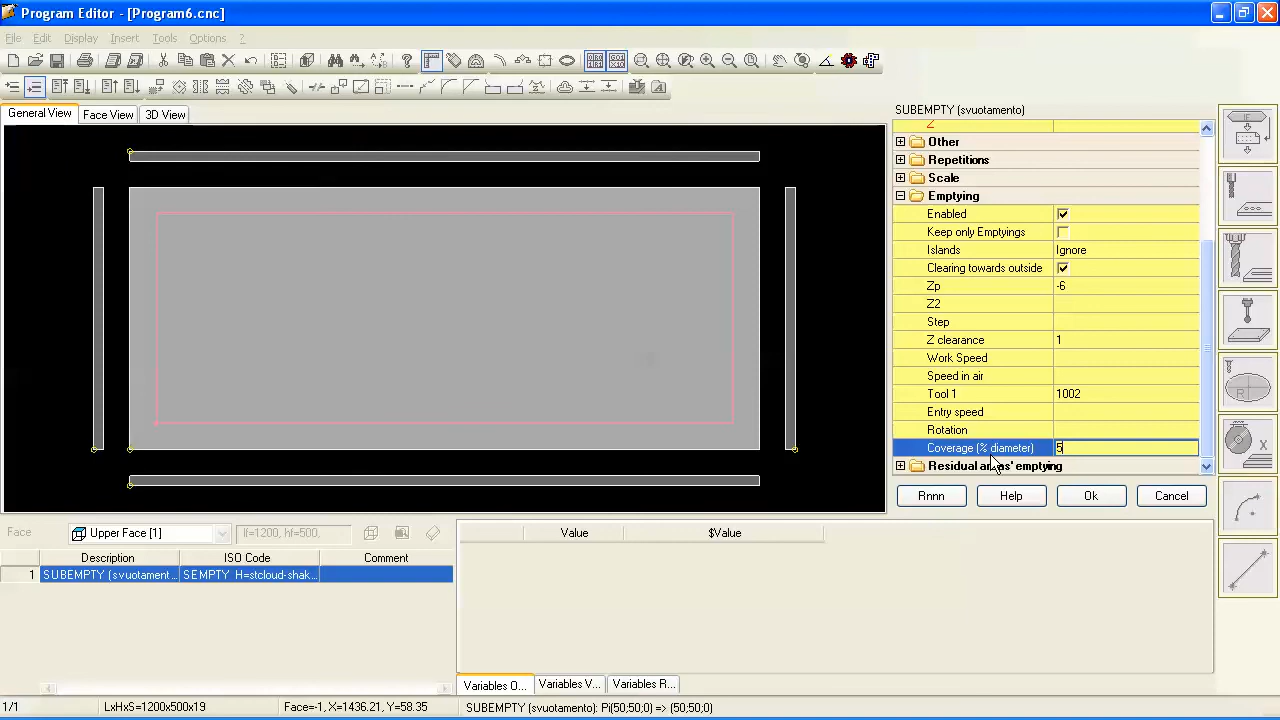 Program Editor - [Program6.cnc]
File Edit Display Insert Tools Options ?
General View Face View 3D View
SUBEMPTY (svuotamento)
Z
Other
Repetitions
Scale
Emptying
Enabled
Keep only Emptyings
Islands Ignore
Clearing towards outside
Zp -6
Z2
Step
Z clearance 1
Work Speed
Speed in air
Tool 1 1002
Entry speed
Rotation
Coverage (% diameter) 5
Residual areas' emptying
Rnnn Help Ok Cancel
Face Upper Face [1] lf=1200, hf=500,
Value $Value
Description ISO Code Comment
1 SUBEMPTY (svuotament... SEMPTY H=stcloud-shak...
Variables O... Variables V... Variables R...
1/1 LxHxS=1200x500x19 Face=-1, X=1436.21, Y=58.35 SUBEMPTY (svuotamento): Pi(50;50;0) => (50;50;0)